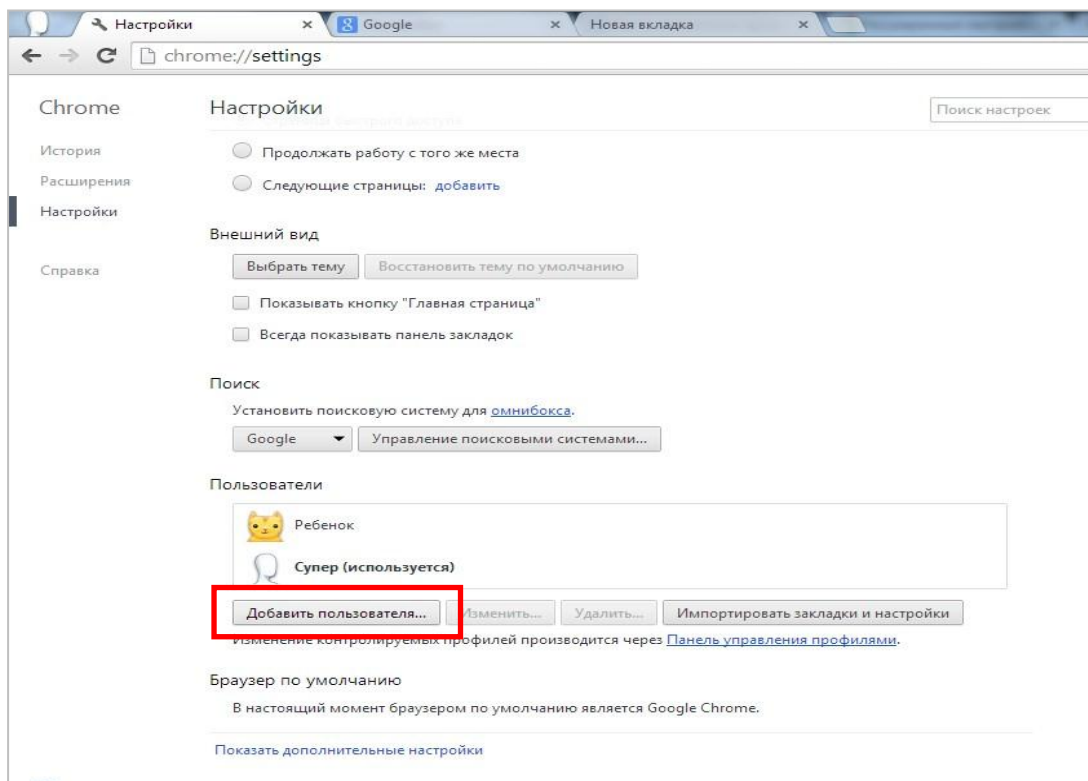 Настройки
Google
Новая вкладка
chrome://settings
Chrome
История
Расширения
Настройки
Справка
Настройки
Поиск настроек
Продолжать работу с того же места
Следующие страницы: добавить
Внешний вид
Выбрать тему
Восстановить тему по умолчанию
Показывать кнопку "Главная страница"
Всегда показывать панель закладок
Поиск
Установить поисковую систему для омнибокса.
Google
Управление поисковыми системами...
Пользователи
Ребенок
Супер (используется)
Добавить пользователя...
Изменить...
Удалить...
Импортировать закладки и настройки
Изменение контролируемых профилей производится через Панель управления профилями.
Браузер по умолчанию
В настоящий момент браузером по умолчанию является Google Chrome.
Показать дополнительные настройки